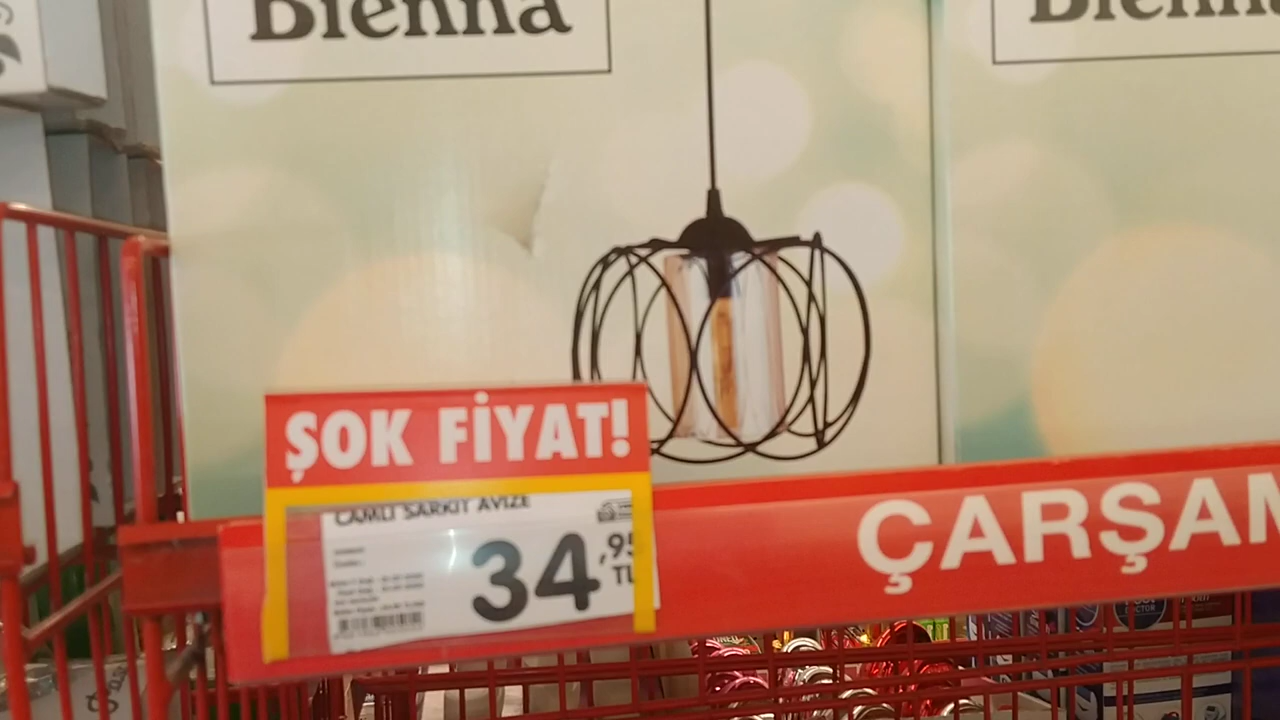 Bienna
Bienna
ŞOK FİYAT!
CAMLI SARKIT AVİZE
34,95
TL
ÇARŞAM